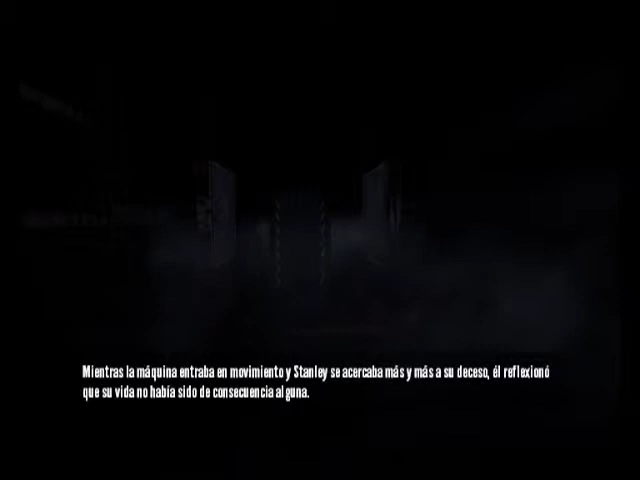 Mientras la máquina entraba en movimiento y Stanley se acercaba más y más a su deceso, él reflexionó
que su vida no había sido de consecuencia alguna.